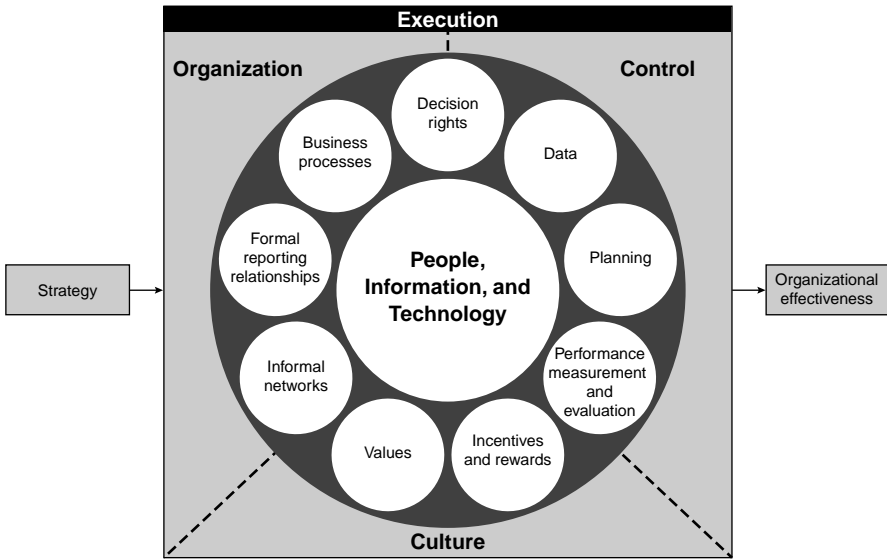 Execution
Organization
Control
Decision
rights
Business
processes
Data
Formal
reporting
relationships
Planning
People,
Information, and
Technology
Strategy
Organizational
effectiveness
Informal
networks
Performance
measurement
and
evaluation
Values
Incentives
and rewards
Culture